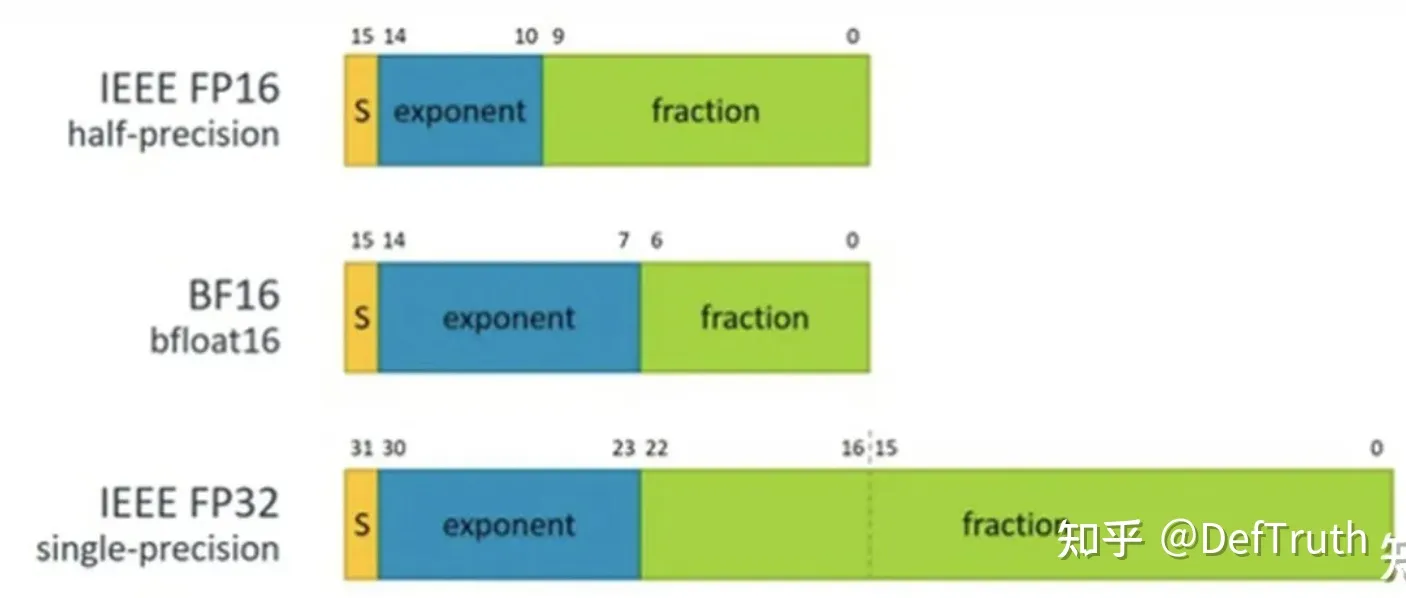 15 14 10 9 0
IEEE FP16
half-precision
S exponent fraction
15 14 7 6 0
BF16
bfloat16
S exponent fraction
31 30 23 22 16 15 0
IEEE FP32
single-precision
S exponent fraction
知乎 @DefTruth